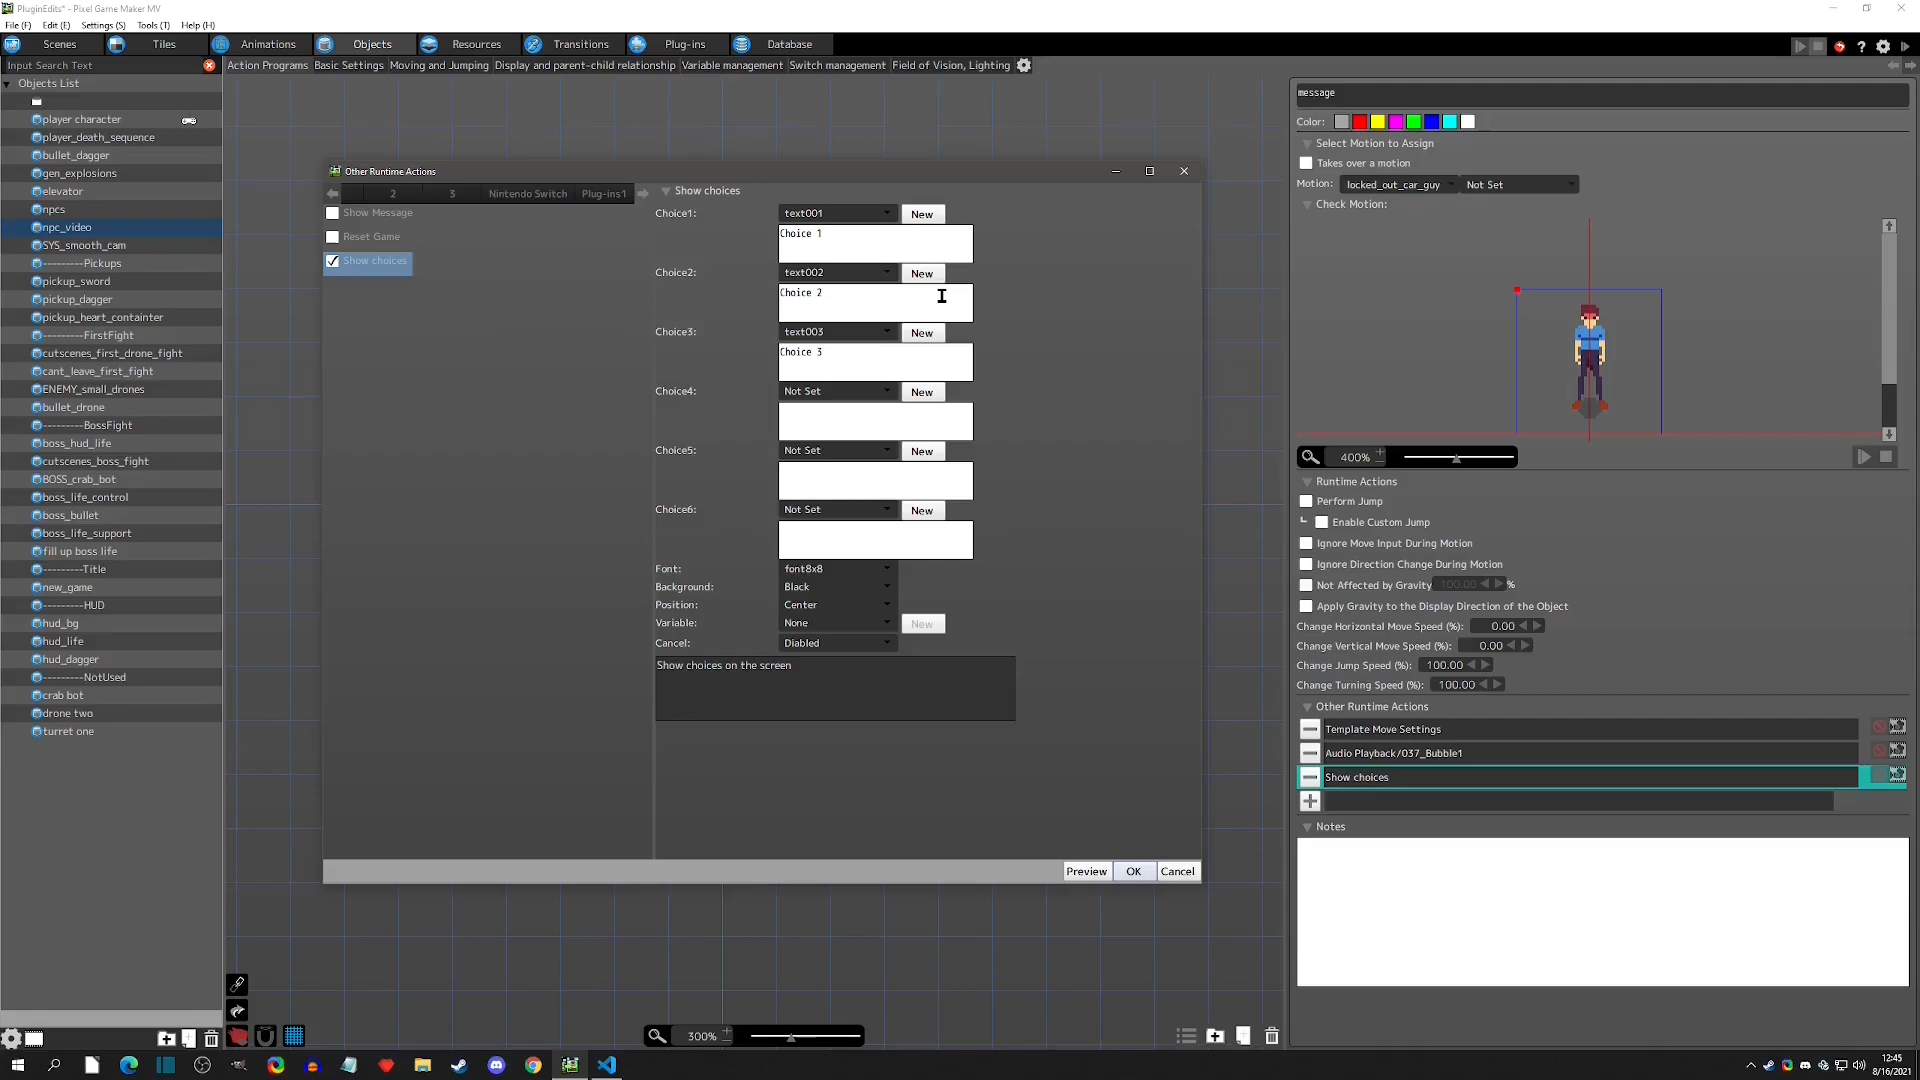 PluginEdits* - Pixel Game Maker MV
File (F) Edit (E) Settings (S) Tools (T) Help (H)
Scenes Tiles Animations Objects Resources Transitions Plug-ins Database
Input Search Text
Action Programs Basic Settings Moving and Jumping Display and parent-child relationship Variable management Switch management Field of Vision, Lighting
Objects List
player character
player_death_sequence
bullet_dagger
gen_explosions
elevator
npcs
npc_video
SYS_smooth_cam
---------Pickups
pickup_sword
pickup_dagger
pickup_heart_containter
---------FirstFight
cutscenes_first_drone_fight
cant_leave_first_fight
ENEMY_small_drones
bullet_drone
---------BossFight
boss_hud_life
cutscenes_boss_fight
BOSS_crab_bot
boss_life_control
boss_bullet
boss_life_support
fill up boss life
---------Title
new_game
---------HUD
hud_bg
hud_life
hud_dagger
---------NotUsed
crab bot
drone two
turret one
Other Runtime Actions
2 3 Nintendo Switch Plug-ins1
Show Message
Reset Game
Show choices
Show choices
Choice1: text001 New
Choice 1
Choice2: text002 New
Choice 2
Choice3: text003 New
Choice 3
Choice4: Not Set New
Choice5: Not Set New
Choice6: Not Set New
Font: font8x8
Background: Black
Position: Center
Variable: None New
Cancel: Diabled
Show choices on the screen
Preview OK Cancel
300%
message
Color:
Select Motion to Assign
Takes over a motion
Motion: locked_out_car_guy Not Set
Check Motion:
400%
Runtime Actions
Perform Jump
Enable Custom Jump
Ignore Move Input During Motion
Ignore Direction Change During Motion
Not Affected by Gravity 100.00 %
Apply Gravity to the Display Direction of the Object
Change Horizontal Move Speed (%): 0.00
Change Vertical Move Speed (%): 0.00
Change Jump Speed (%): 100.00
Change Turning Speed (%): 100.00
Other Runtime Actions
Template Move Settings
Audio Playback/037_Bubble1
Show choices
Notes
12:45
8/16/2021